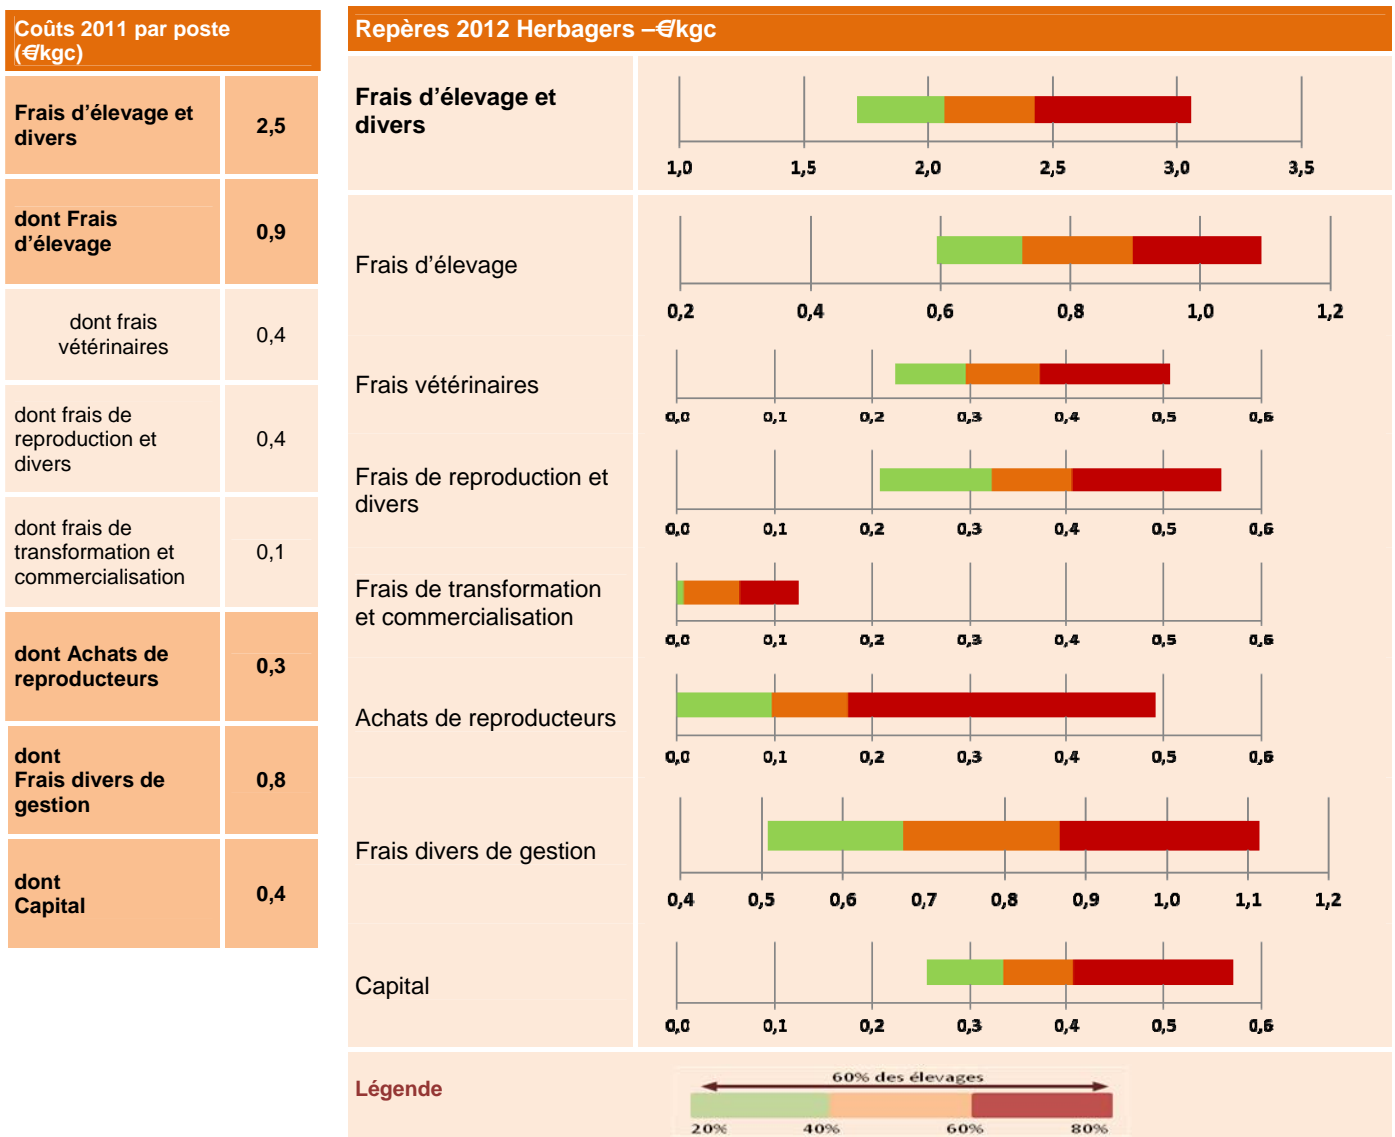 Coûts 2011 par poste
(€/kgc)
Frais d'élevage et
divers
2,5
dont Frais
d'élevage
0,9
dont frais
vétérinaires
0,4
dont frais de
reproduction et
divers
0,4
dont frais de
transformation et
commercialisation
0,1
dont Achats de
reproducteurs
0,3
dont
Frais divers de
gestion
0,8
dont
Capital
0,4
Repères 2012 Herbagers –€/kgc
Frais d'élevage et
divers
1,0 1,5 2,0 2,5 3,0 3,5
Frais d'élevage
0,2 0,4 0,6 0,8 1,0 1,2
Frais vétérinaires
0,0 0,1 0,2 0,3 0,4 0,5 0,6
Frais de reproduction et
divers
0,0 0,1 0,2 0,3 0,4 0,5 0,6
Frais de transformation
et commercialisation
0,0 0,1 0,2 0,3 0,4 0,5 0,6
Achats de reproducteurs
0,0 0,1 0,2 0,3 0,4 0,5 0,6
Frais divers de gestion
0,4 0,5 0,6 0,7 0,8 0,9 1,0 1,1 1,2
Capital
0,0 0,1 0,2 0,3 0,4 0,5 0,6
Légende
60% des élevages
20% 40% 60% 80%